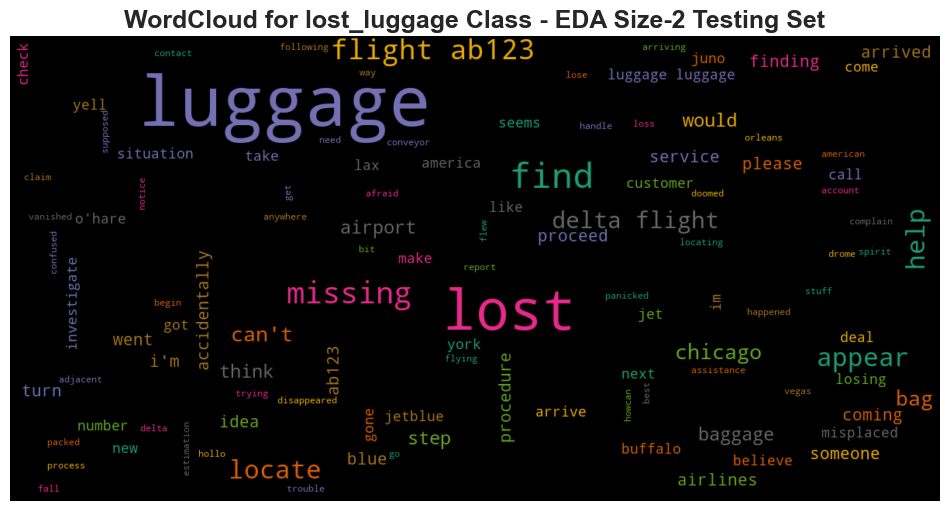 WordCloud for lost_luggage Class - EDA Size-2 Testing Set
check
contact
following
flight ab123
arriving
juno
finding
arrived
come
way
lose
luggage luggage
luggage
yell
supposed
seems
handle
loss
would
orleans
need
conveyor
situation
take
lax
america
find
service
please
american
call
account
claim
notice
get
afraid
customer
doomed
vanished
o'hare
anywhere
like
delta flight
complain
help
confused
airport
flew
proceed
locating
bit
make
report
drome
spirit
investigate
accidentally
missing
lost
panicked
im
stuff
begin
jet
happened
got
went
can't
york
flying
chicago
deal
appear
i'm
think
ab123
procedure
next
assistance
losing
turn
adjacent
trying
disappeared
howcan
best
vegas
bag
number
delta
idea
gone
jetblue
arrive
coming
packed
new
estimation
step
go
baggage
misplaced
process
hollo
locate
blue
buffalo
believe
someone
fall
trouble
airlines